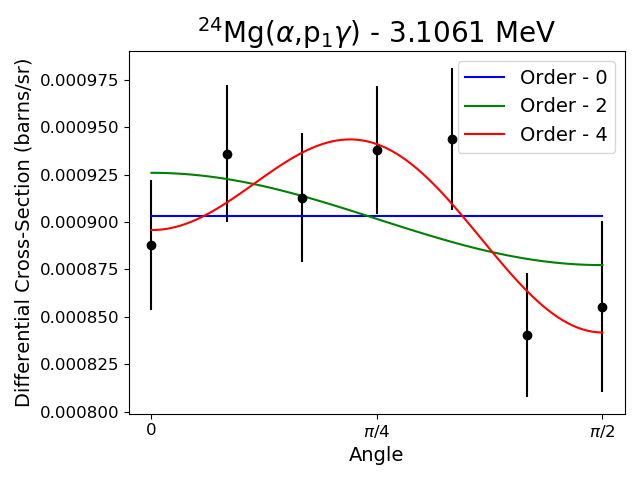 ²⁴Mg(α,p₁γ) - 3.1061 MeV
Order - 0
Order - 2
Order - 4
Differential Cross-Section (barns/sr)
0.000975
0.000950
0.000925
0.000900
0.000875
0.000850
0.000825
0.000800
0
π/4
π/2
Angle